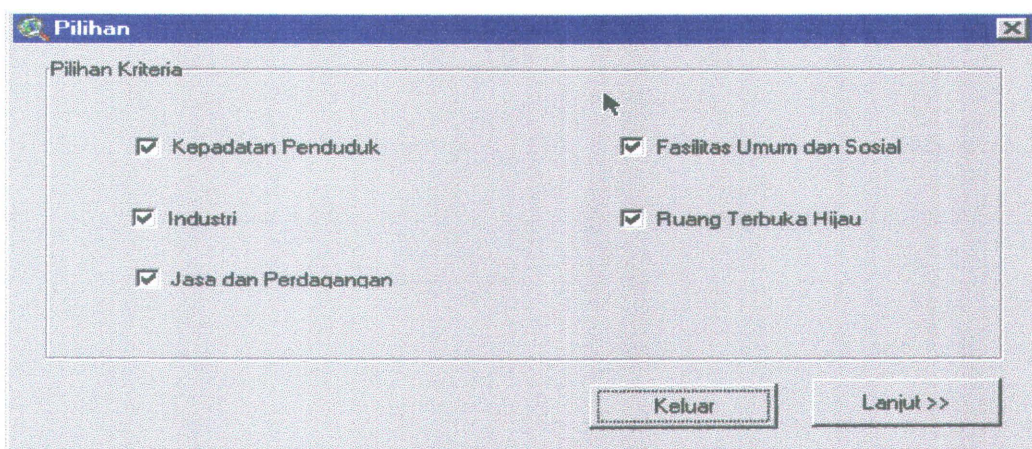 Pilihan
Pilihan Kriteria
Kepadatan Penduduk
Fasilitas Umum dan Sosial
Industri
Ruang Terbuka Hijau
Jasa dan Perdagangan
Keluar
Lanjut >>